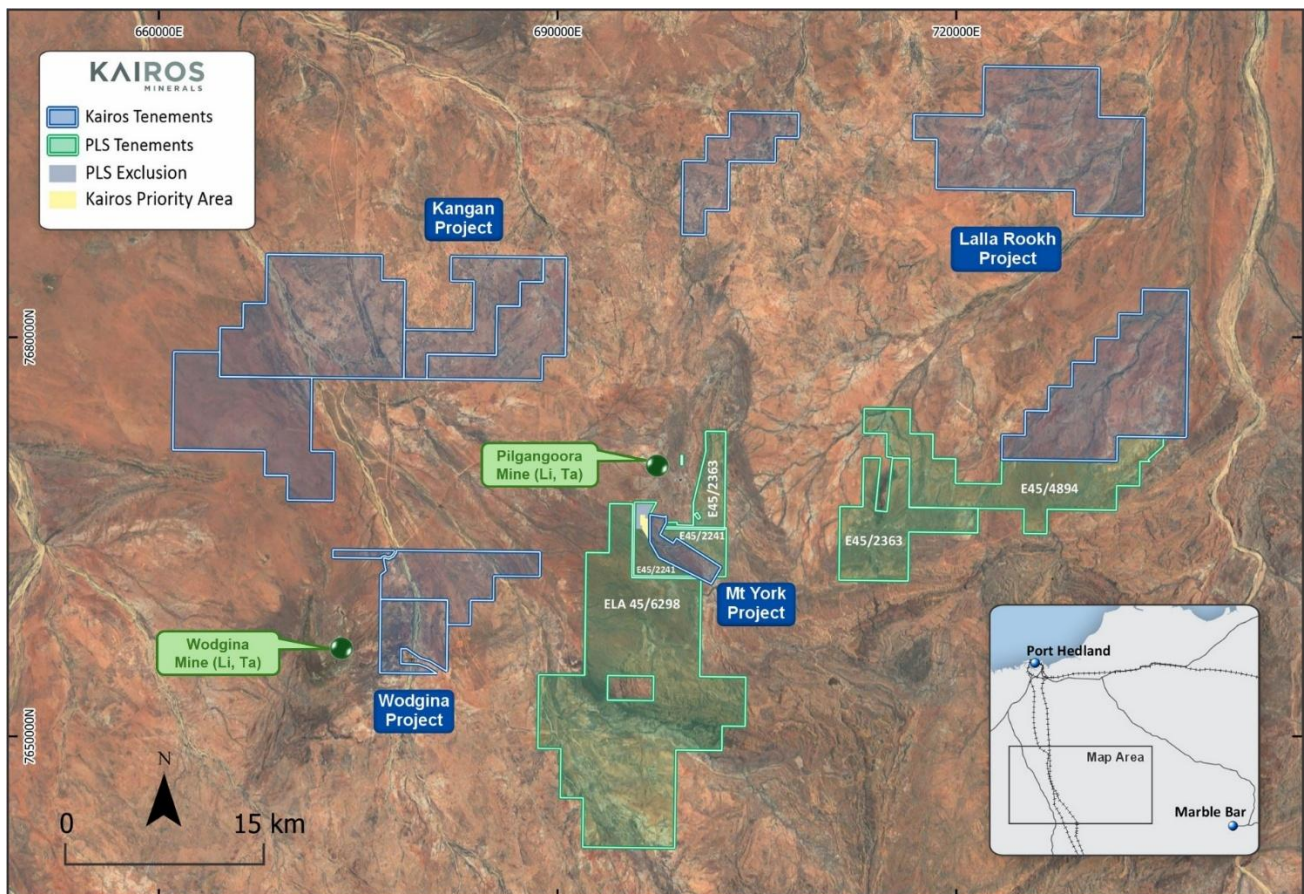 660000E
690000E
720000E
KAIROS
MINERALS
Kairos Tenements
PLS Tenements
PLS Exclusion
Kairos Priority Area
Kangan
Project
Lalla Rookh
Project
7680000N
Pilgangoora
Mine (Li, Ta)
E45/2363
E45/4894
E45/2363
E45/2241
E45/2241
Mt York
Project
ELA 45/6298
Wodgina
Mine (Li, Ta)
Wodgina
Project
7650000N
N
0 15 km
Port Hedland
Map Area
Marble Bar